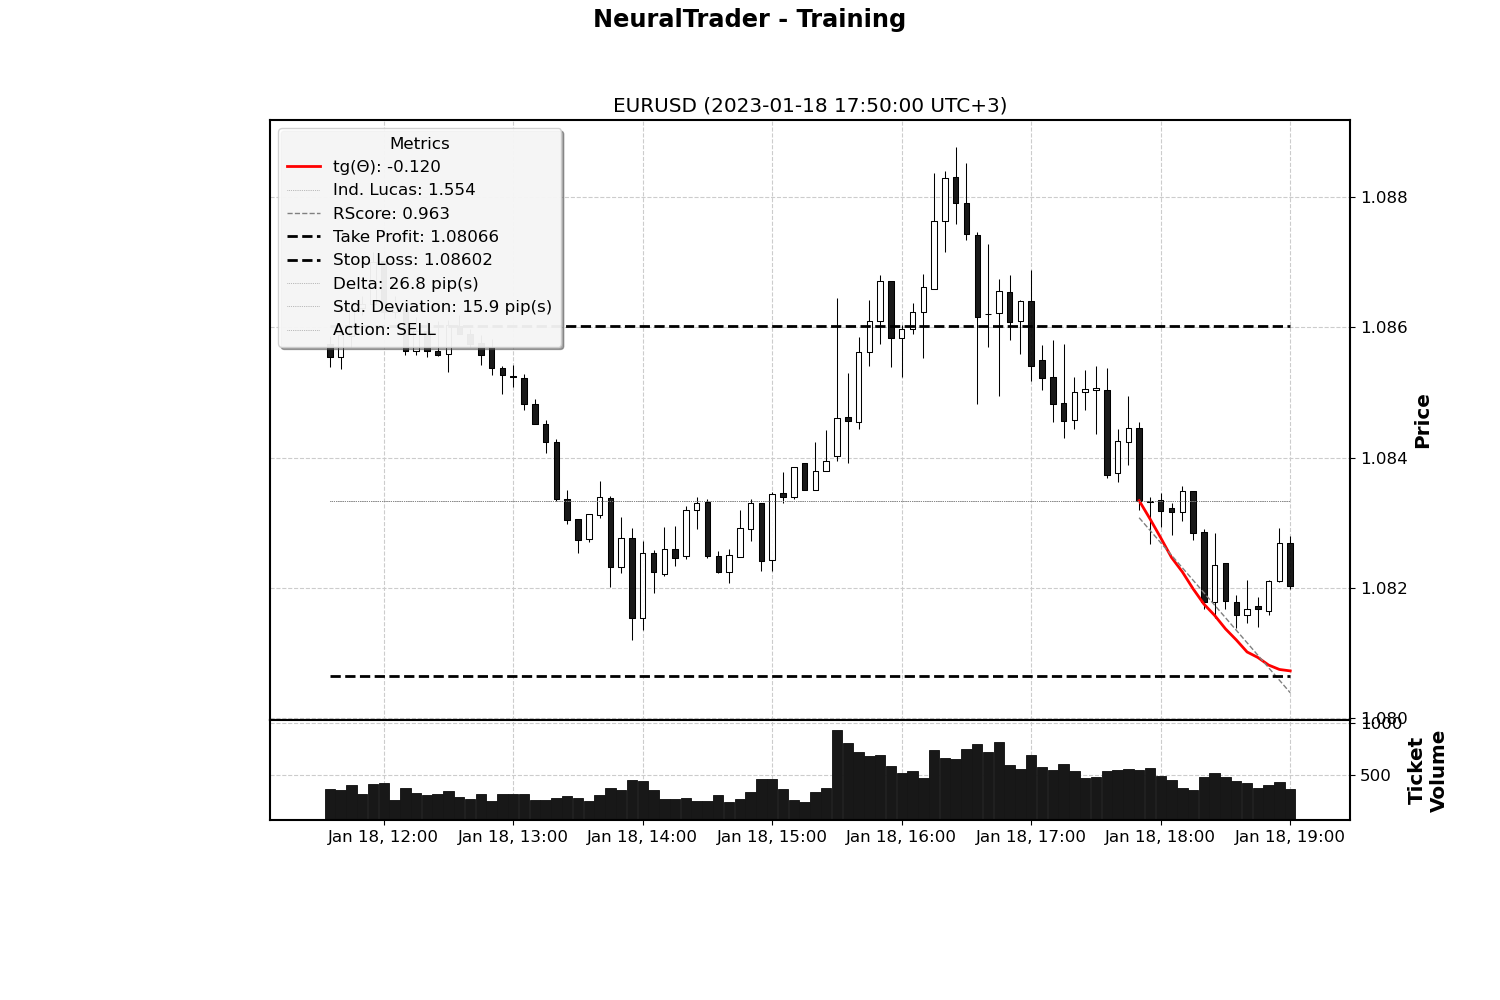 NeuralTrader - Training
EURUSD (2023-01-18 17:50:00 UTC+3)
Metrics
tg(Θ): -0.120
Ind. Lucas: 1.554
RScore: 0.963
Take Profit: 1.08066
Stop Loss: 1.08602
Delta: 26.8 pip(s)
Std. Deviation: 15.9 pip(s)
Action: SELL
1.088
1.086
1.084
1.082
1.080
Price
1000
500
Ticket
Volume
Jan 18, 12:00
Jan 18, 13:00
Jan 18, 14:00
Jan 18, 15:00
Jan 18, 16:00
Jan 18, 17:00
Jan 18, 18:00
Jan 18, 19:00